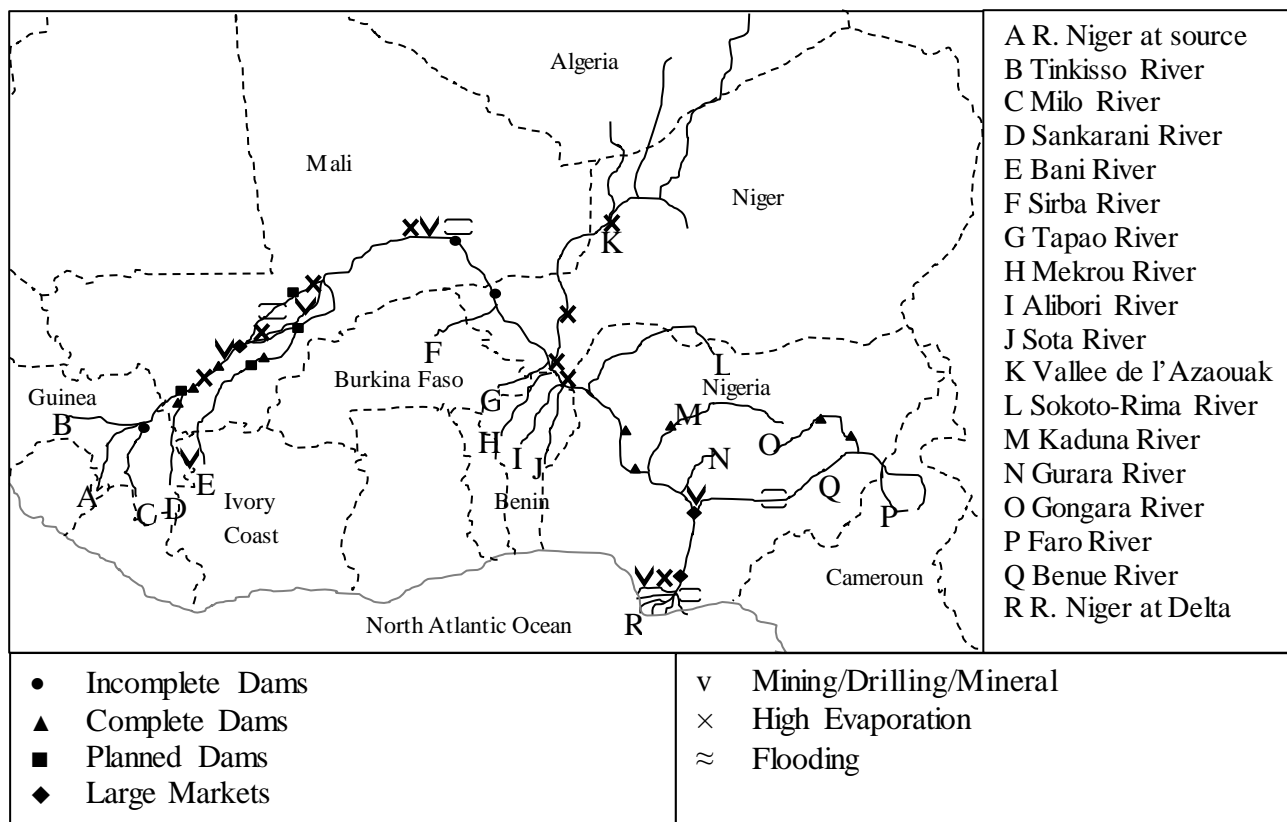 Algeria
Mali
Niger
K
F
Burkina Faso
L
Nigeria
Guinea
B
G
M
H
N
O
I
Q
A
C
D
E
J
P
Ivory
Coast
Benin
Cameroun
North Atlantic Ocean
R
A R. Niger at source
B Tinkisso River
C Milo River
D Sankarani River
E Bani River
F Sirba River
G Tapao River
H Mekrou River
I Alibori River
J Sota River
K Vallee de l'Azaouak
L Sokoto-Rima River
M Kaduna River
N Gurara River
O Gongara River
P Faro River
Q Benue River
R R. Niger at Delta
● Incomplete Dams
▲ Complete Dams
■ Planned Dams
◆ Large Markets
v Mining/Drilling/Mineral
× High Evaporation
≈ Flooding